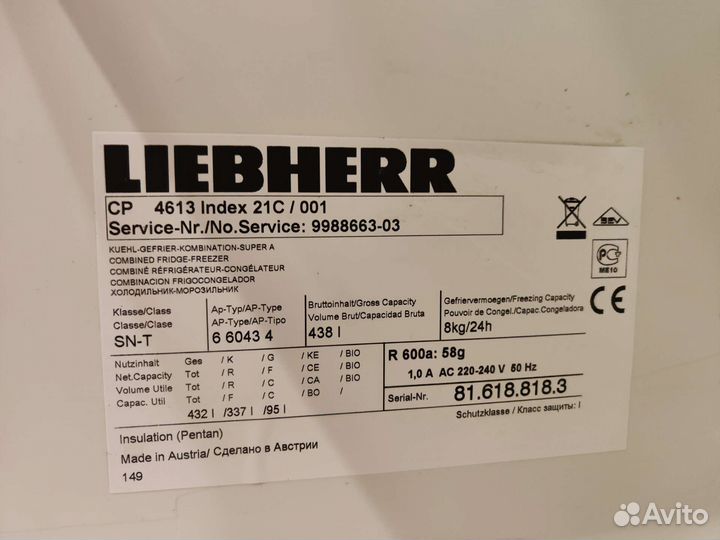 LIEBHERR
CP 4613 Index 21C / 001
Service-Nr./No.Service: 9988663-03
KUEHL-GEFRIER-KOMBINATION-SUPER A
COMBINED FRIDGE-FREEZER
COMBINÉ RÉFRIGÉRATEUR-CONGÉLATEUR
COMBINACION FRIGOCONGELADOR
ХОЛОДИЛЬНИК-МОРОЗИЛЬНИК
SEV
PC
ME10
CE
Klasse/Class
Classe/Clase
SN-T
Ap-Typ/AP-Type
AP-Type/AP-Tipo
6 6043 4
Bruttoinhalt/Gross Capacity
Volume Brut/Capacidad Bruta
438 l
Gefriervermoegen/Freezing Capacity
Pouvoir de Congel./Capac.Congeladora
8kg/24h
Nutzinhalt Ges / K / G / KE / BIO
Net.Capacity Tot / R / F / CE / BIO
Volume Utile Tot / R / C / CA / BIO
Capac. Util Tot / F / C / BO /
432 l /337 l /95 l
R 600a: 58g
1,0 A AC 220-240 V 50 Hz
Serial-Nr. 81.618.818.3
Schutzklasse / Класс защиты: I
Insulation (Pentan)
Made in Austria/ Сделано в Австрии
149
Avito